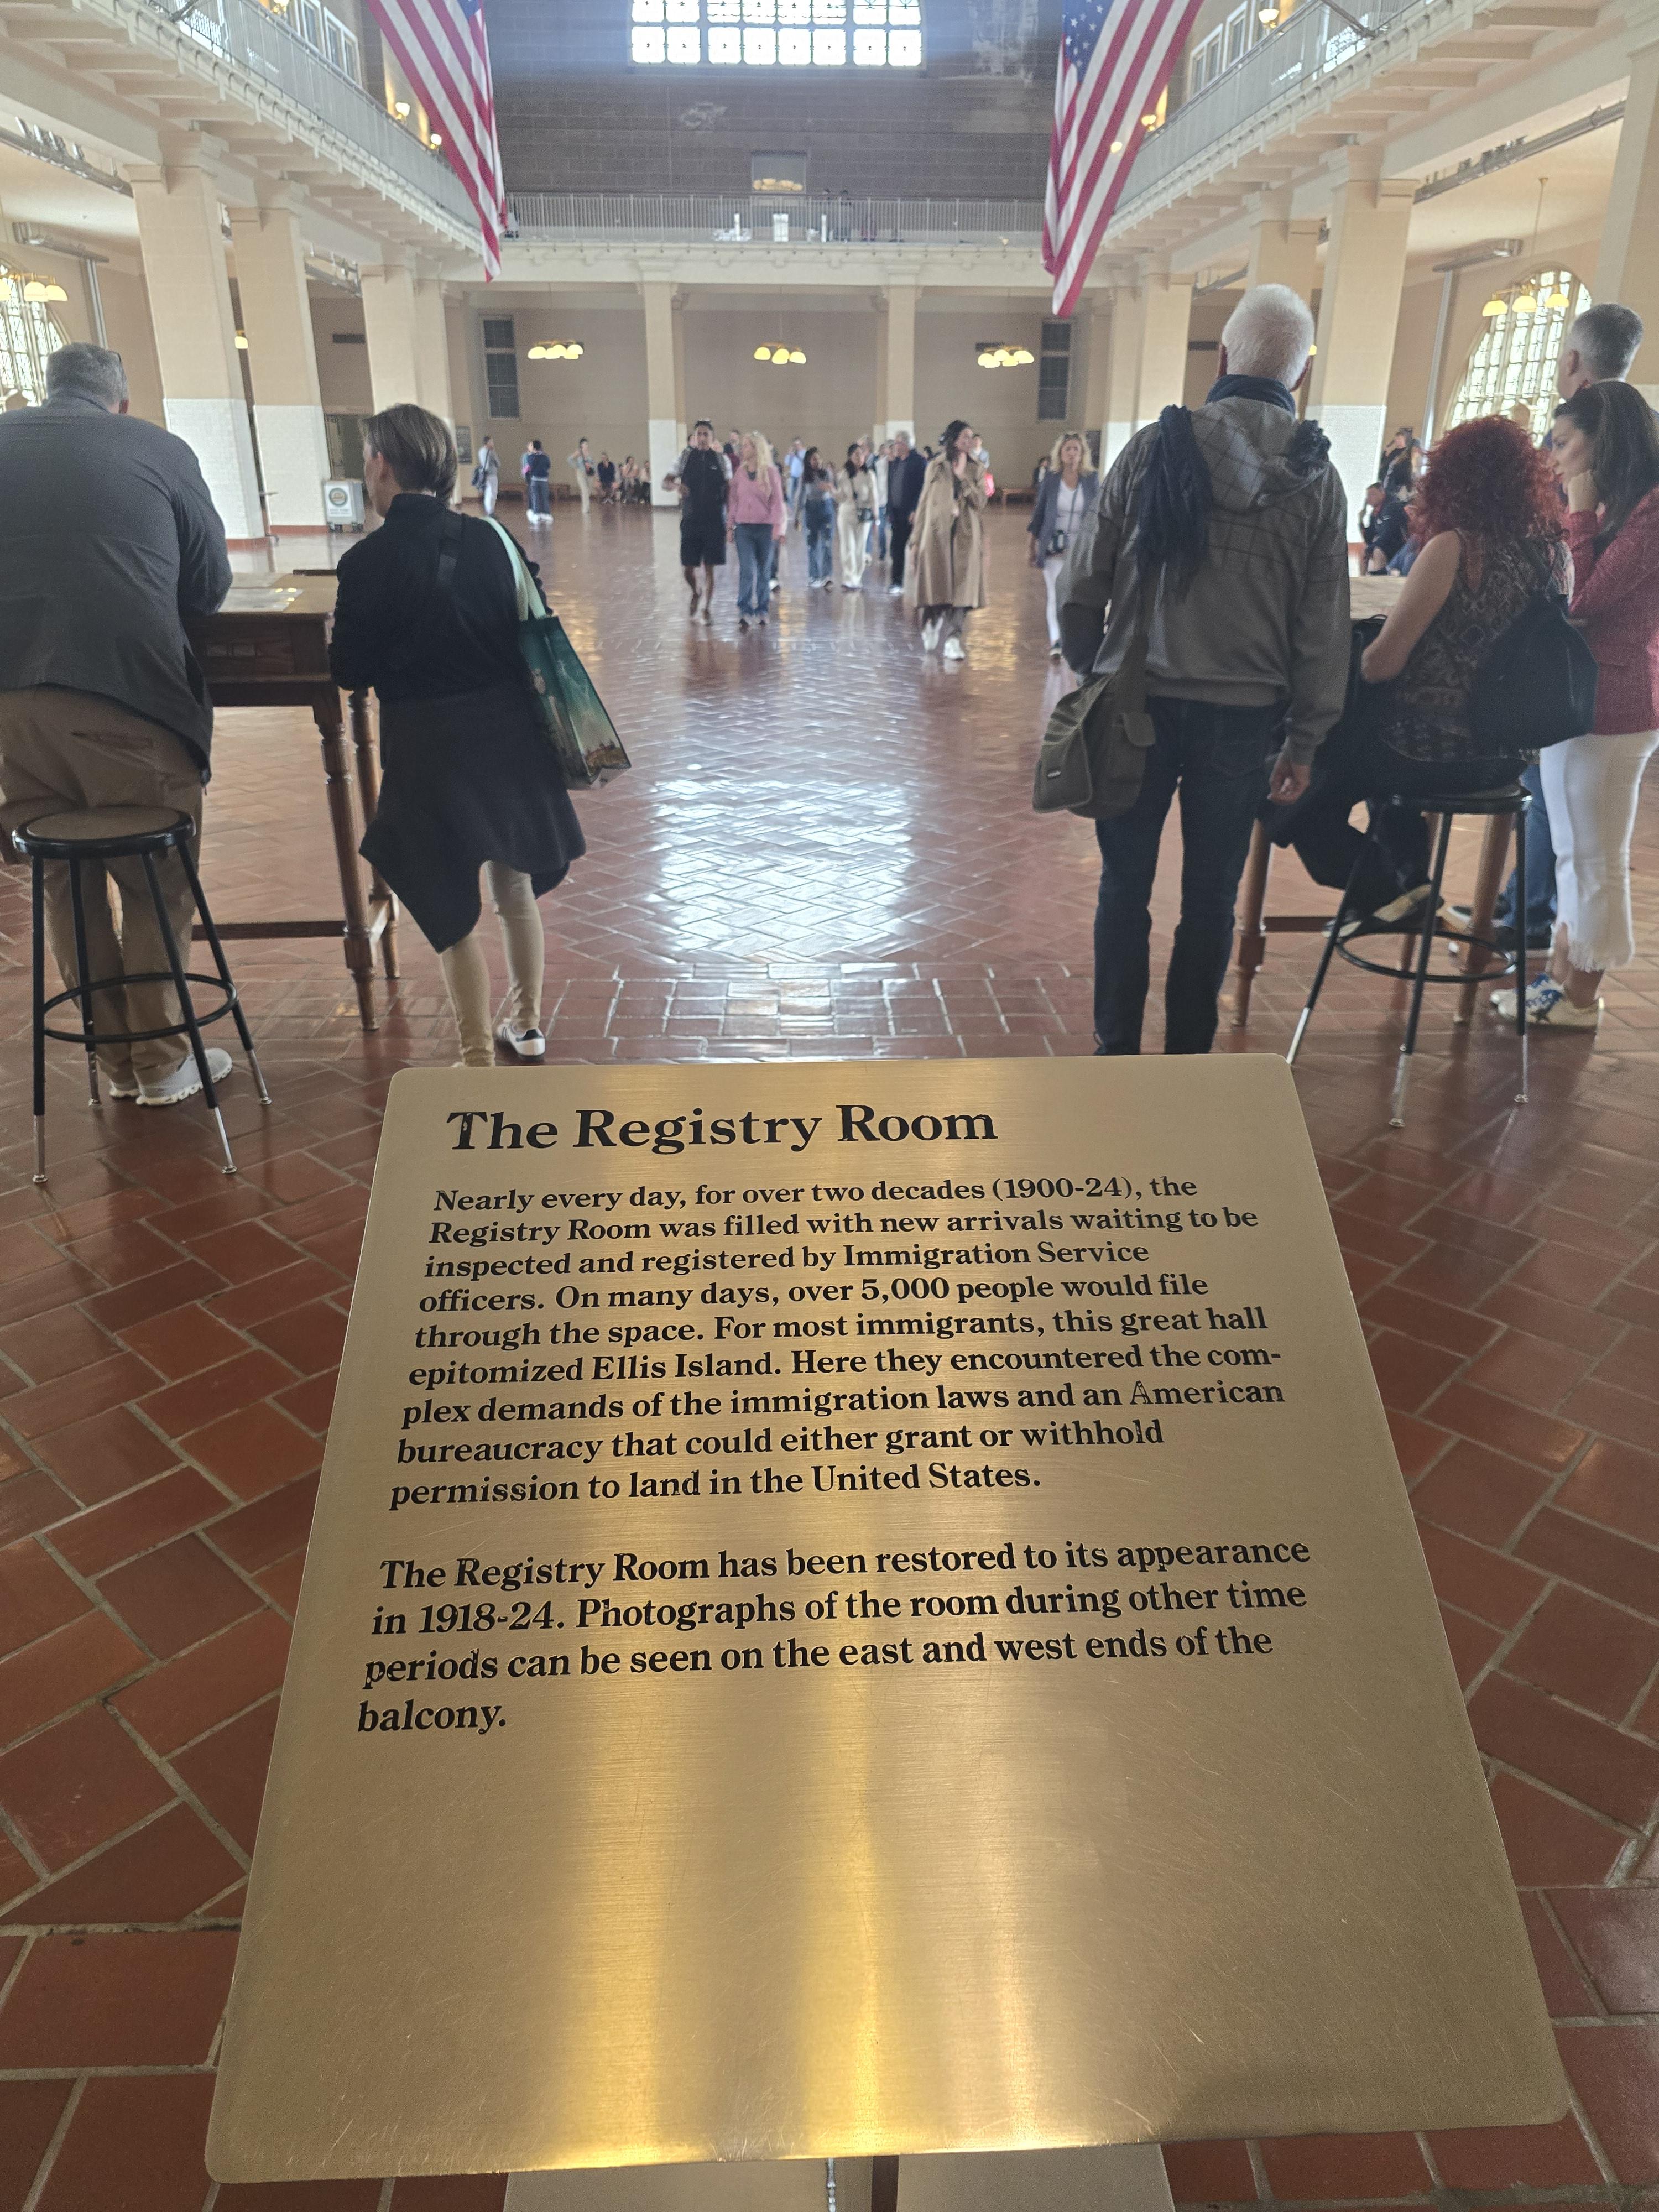 The Registry Room
Nearly every day, for over two decades (1900-24), the
Registry Room was filled with new arrivals waiting to be
inspected and registered by Immigration Service
officers. On many days, over 5,000 people would file
through the space. For most immigrants, this great hall
epitomized Ellis Island. Here they encountered the com-
plex demands of the immigration laws and an American
bureaucracy that could either grant or withhold
permission to land in the United States.
The Registry Room has been restored to its appearance
in 1918-24. Photographs of the room during other time
periods can be seen on the east and west ends of the
balcony.